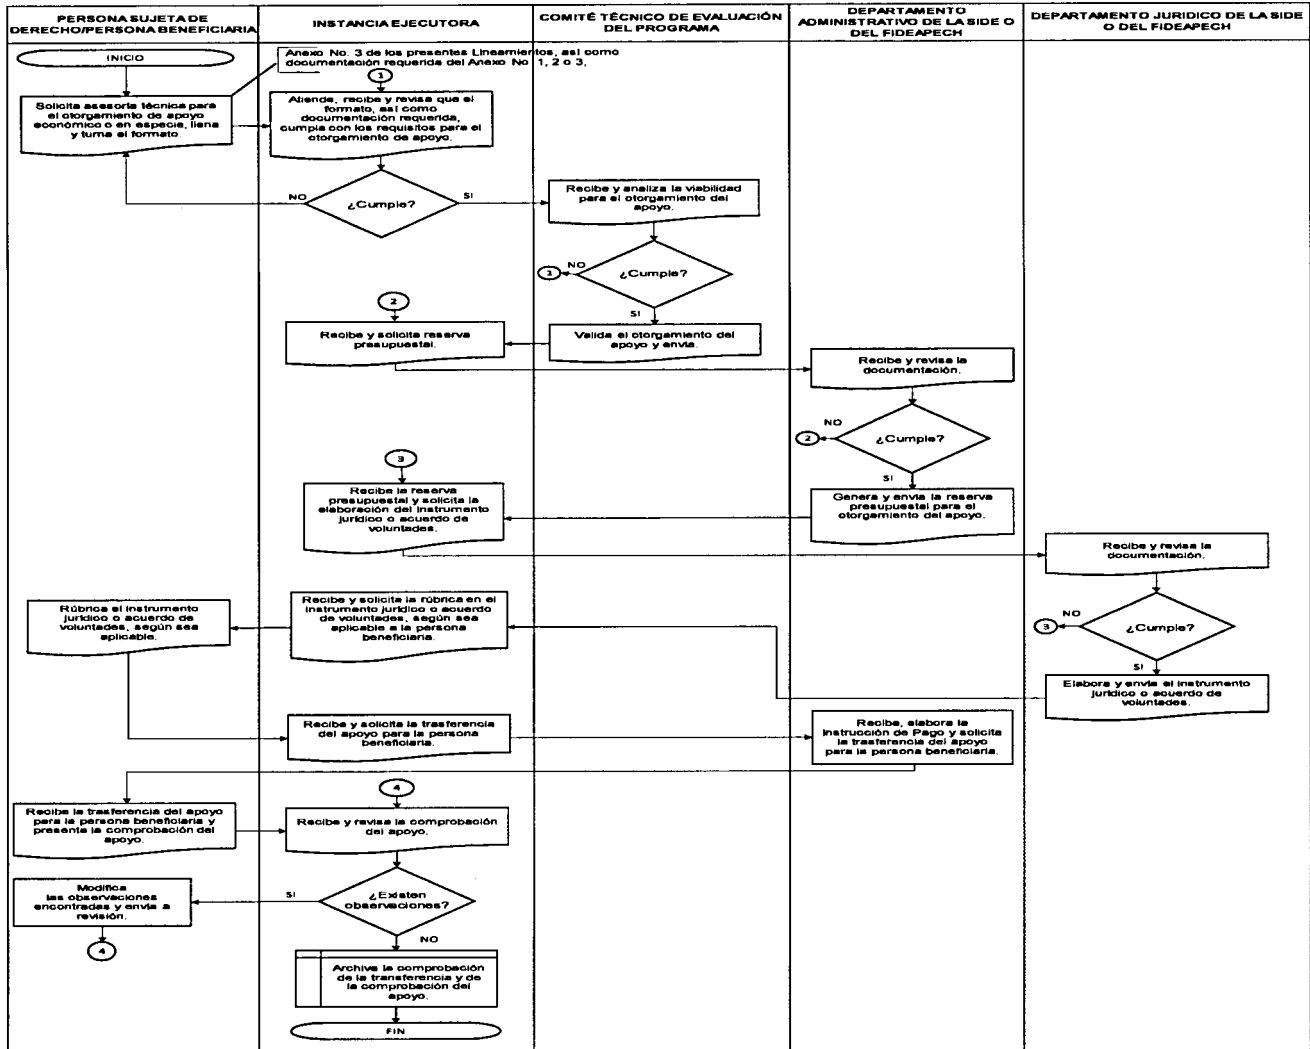 PERSONA SUJETA DE
DERECHO/PERSONA BENEFICIARIA
INSTANCIA EJECUTORA
COMITÉ TÉCNICO DE EVALUACIÓN
DEL PROGRAMA
DEPARTAMENTO
ADMINISTRATIVO DE LA SIDE O
DEL FIDEAPECH
DEPARTAMENTO JURIDICO DE LA SIDE
O DEL FIDEAPECH
INICIO
Anexo No. 3 de los presentes Lineamientos, así como
documentación requerida del Anexo No. 1, 2 o 3,
1
Solicita asesoría técnica para
el otorgamiento de apoyo
económico o en especie, llena
y turna el formato.
Atiende, recibe y revisa que el
formato, así como
documentación requerida,
cumpla con los requisitos para el
otorgamiento de apoyo.
NO
¿Cumple?
SI
Recibe y analiza la viabilidad
para el otorgamiento del
apoyo.
1
NO
¿Cumple?
SI
2
Recibe y solicita reserva
presupuestal.
Valida el otorgamiento del
apoyo y envía.
Recibe y revisa la
documentación.
NO
2
¿Cumple?
SI
3
Recibe la reserva
presupuestal y solicita la
elaboración del instrumento
jurídico o acuerdo de
voluntades.
Genera y envía la reserva
presupuestal para el
otorgamiento del apoyo.
Recibe y revisa la
documentación.
NO
3
¿Cumple?
SI
Rúbrica el instrumento
jurídico o acuerdo de
voluntades, según sea
aplicable.
Recibe y solicita la rúbrica en el
instrumento jurídico o acuerdo
de voluntades, según sea
aplicable a la persona
beneficiaria.
Elabora y envía el instrumento
jurídico o acuerdo de
voluntades.
Recibe y solicita la trasferencia
del apoyo para la persona
beneficiaria.
Recibe, elabora la
Instrucción de Pago y solicita
la trasferencia del apoyo
para la persona beneficiaria.
4
Recibe la trasferencia del apoyo
para la persona beneficiaria y
presenta la comprobación del
apoyo.
Recibe y revisa la comprobación
del apoyo.
Modifica
las observaciones
encontradas y envía a
revisión.
SI
¿Existen
observaciones?
NO
4
Archiva la comprobación
de la transferencia y de
la comprobación del
apoyo.
FIN